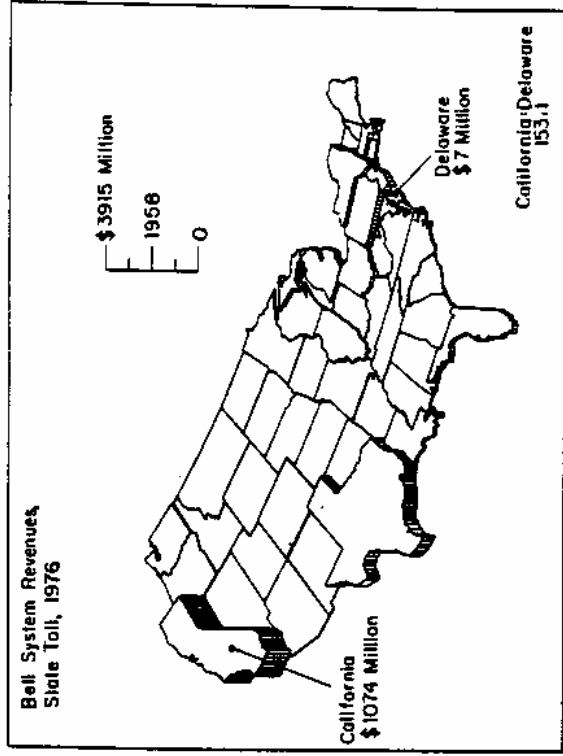 Bell System Revenues,
State Toll, 1976
$3915 Million
1958
0
California
$1074 Million
Delaware
$7 Million
California:Delaware
153:1